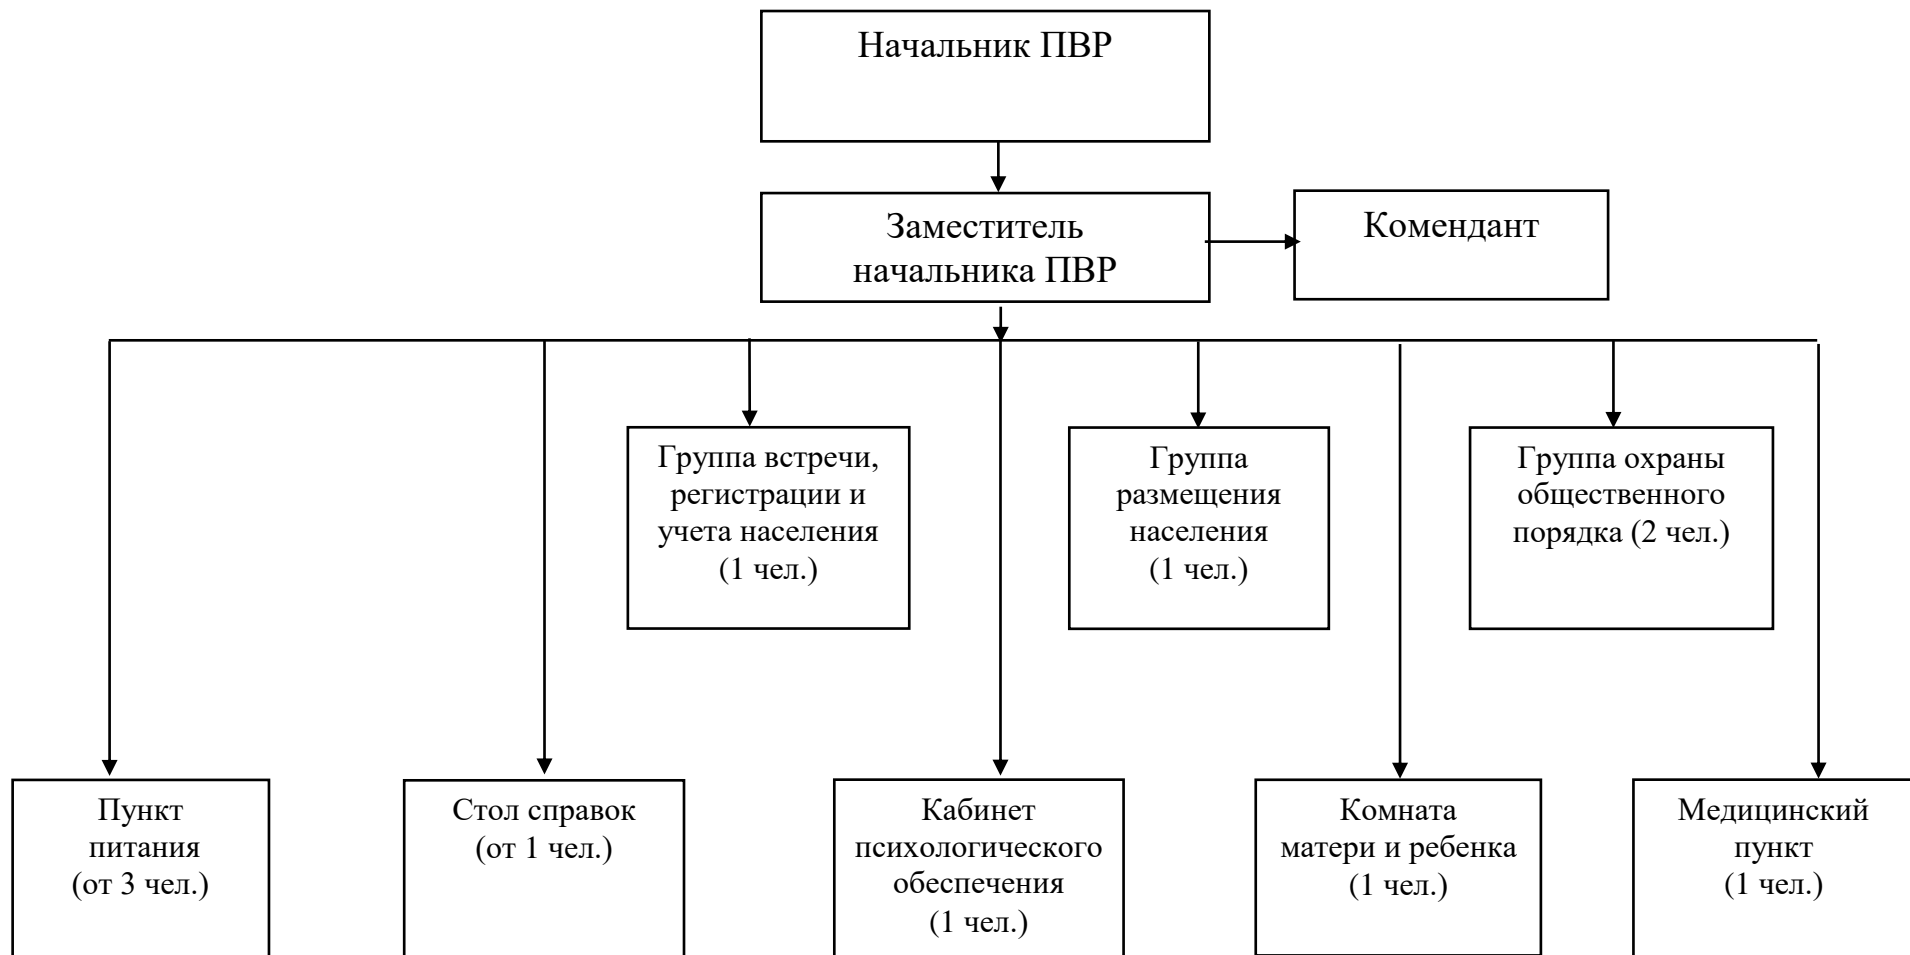 Начальник ПВР
Заместитель
начальника ПВР
Комендант
Группа встречи,
регистрации и
учета населения
(1 чел.)
Группа
размещения
населения
(1 чел.)
Группа охраны
общественного
порядка (2 чел.)
Пункт
питания
(от 3 чел.)
Стол справок
(от 1 чел.)
Кабинет
психологического
обеспечения
(1 чел.)
Комната
матери и ребенка
(1 чел.)
Медицинский
пункт
(1 чел.)